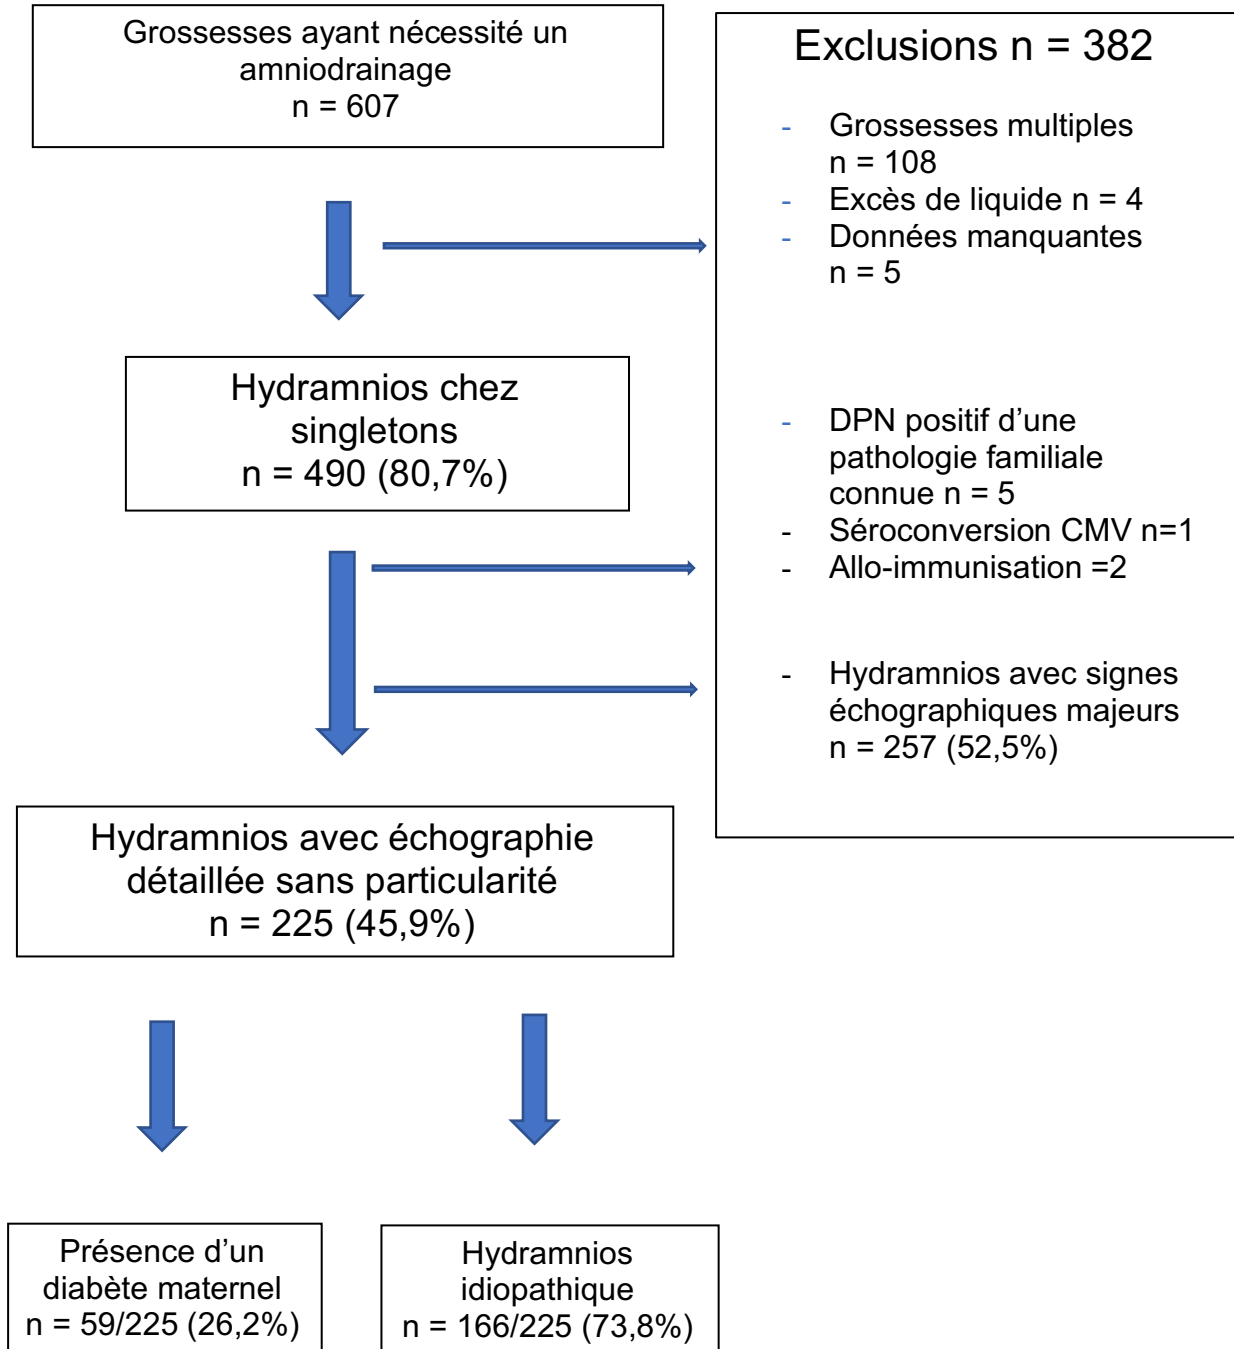 Grossesses ayant nécessité un
amniodrainage
n = 607
Exclusions n = 382
- Grossesses multiples
n = 108
- Excès de liquide n = 4
- Données manquantes
n = 5
Hydramnios chez
singletons
n = 490 (80,7%)
- DPN positif d’une
pathologie familiale
connue n = 5
- Séroconversion CMV n=1
- Allo-immunisation =2
- Hydramnios avec signes
échographiques majeurs
n = 257 (52,5%)
Hydramnios avec échographie
détaillée sans particularité
n = 225 (45,9%)
Présence d’un
diabète maternel
n = 59/225 (26,2%)
Hydramnios
idiopathique
n = 166/225 (73,8%)